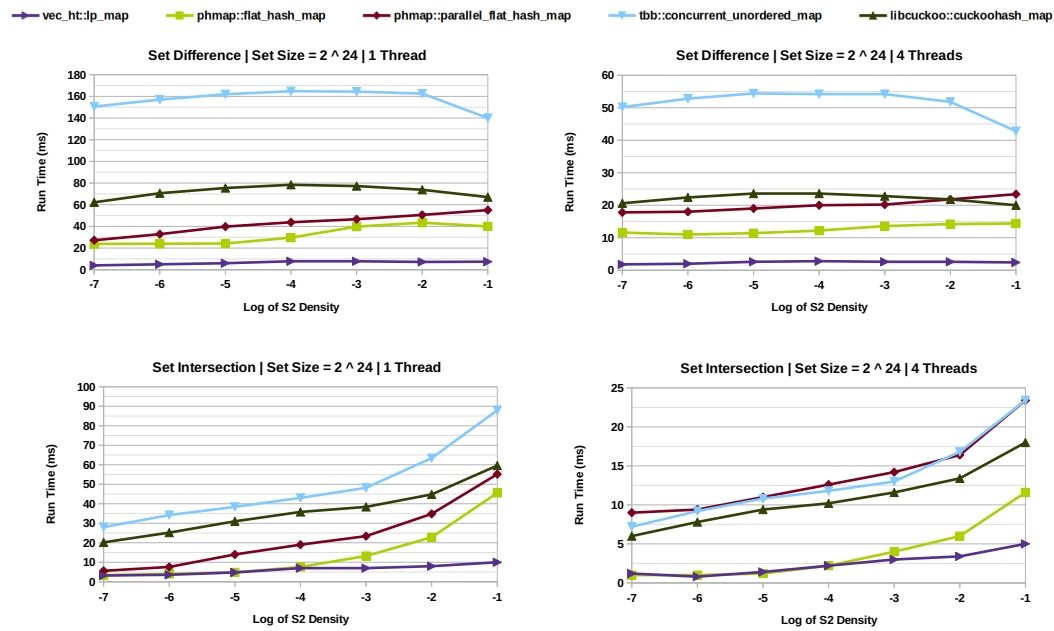 vec_ht::lp_map phmap::flat_hash_map phmap::parallel_flat_hash_map tbb::concurrent_unordered_map libcuckoo::cuckoohash_map
Set Difference | Set Size = 2 ^ 24 | 1 Thread
Run Time (ms)
180
160
140
120
100
80
60
40
20
0
-7 -6 -5 -4 -3 -2 -1
Log of S2 Density
Set Difference | Set Size = 2 ^ 24 | 4 Threads
Run Time (ms)
60
50
40
30
20
10
0
-7 -6 -5 -4 -3 -2 -1
Log of S2 Density
Set Intersection | Set Size = 2 ^ 24 | 1 Thread
Run Time (ms)
100
90
80
70
60
50
40
30
20
10
0
-7 -6 -5 -4 -3 -2 -1
Log of S2 Density
Set Intersection | Set Size = 2 ^ 24 | 4 Threads
Run Time (ms)
25
20
15
10
5
0
-7 -6 -5 -4 -3 -2 -1
Log of S2 Density